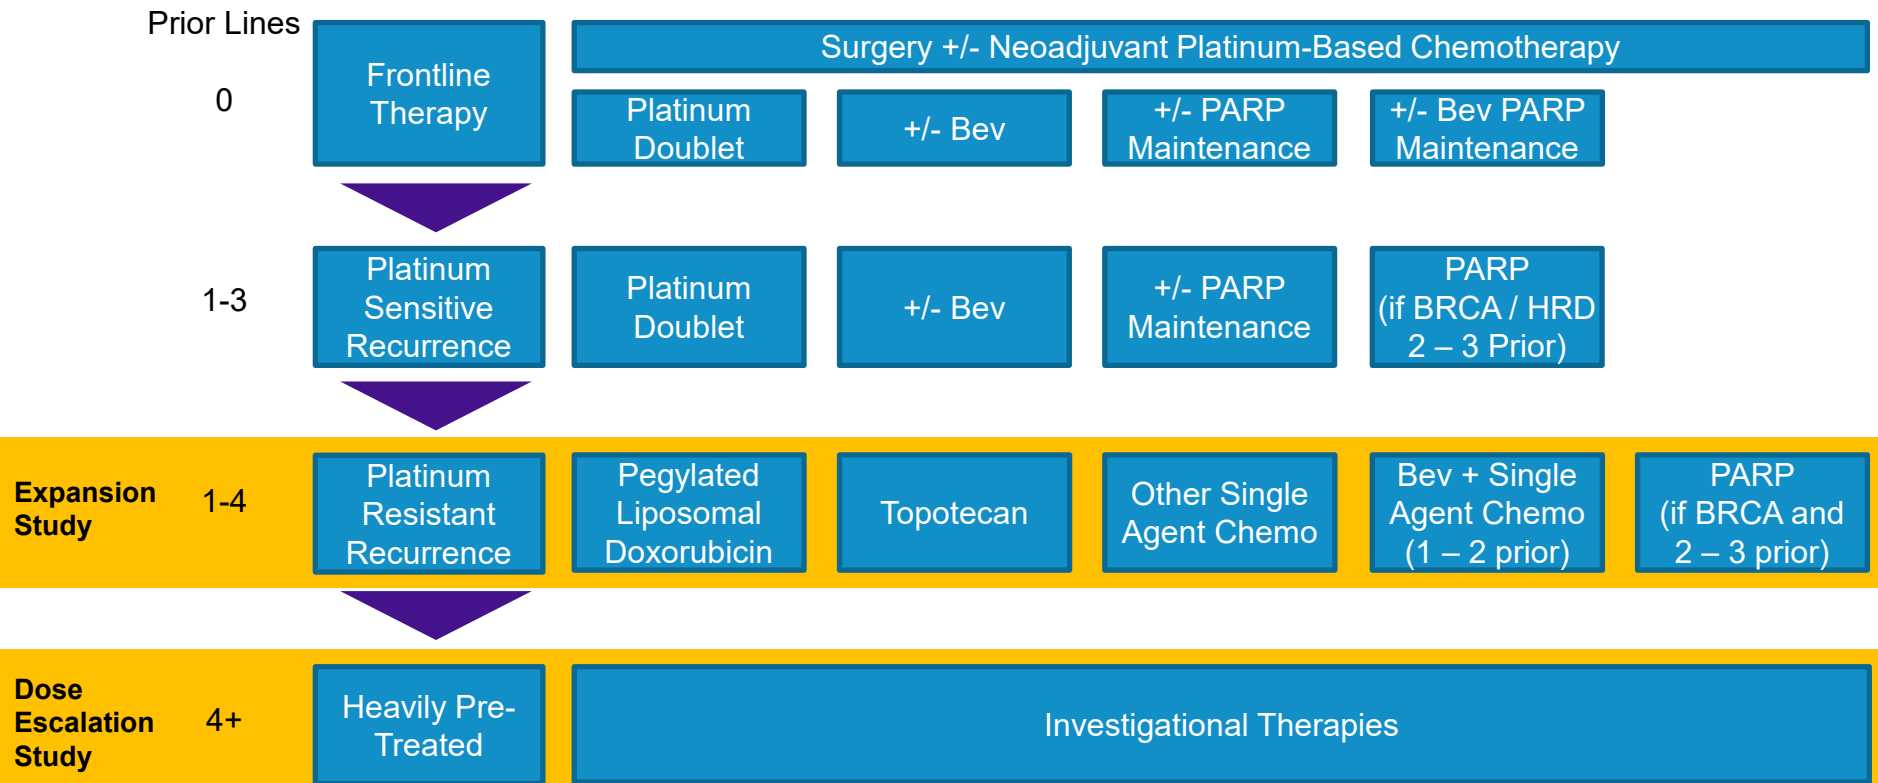 Prior Lines
0
Frontline
Therapy
Surgery +/- Neoadjuvant Platinum-Based Chemotherapy
Platinum
Doublet
+/- Bev
+/- PARP
Maintenance
+/- Bev PARP
Maintenance
1-3
Platinum
Sensitive
Recurrence
Platinum
Doublet
+/- Bev
+/- PARP
Maintenance
PARP
(if BRCA / HRD
2 – 3 Prior)
Expansion
Study
1-4
Platinum
Resistant
Recurrence
Pegylated
Liposomal
Doxorubicin
Topotecan
Other Single
Agent Chemo
Bev + Single
Agent Chemo
(1 – 2 prior)
PARP
(if BRCA and
2 – 3 prior)
Dose
Escalation
Study
4+
Heavily Pre-
Treated
Investigational Therapies